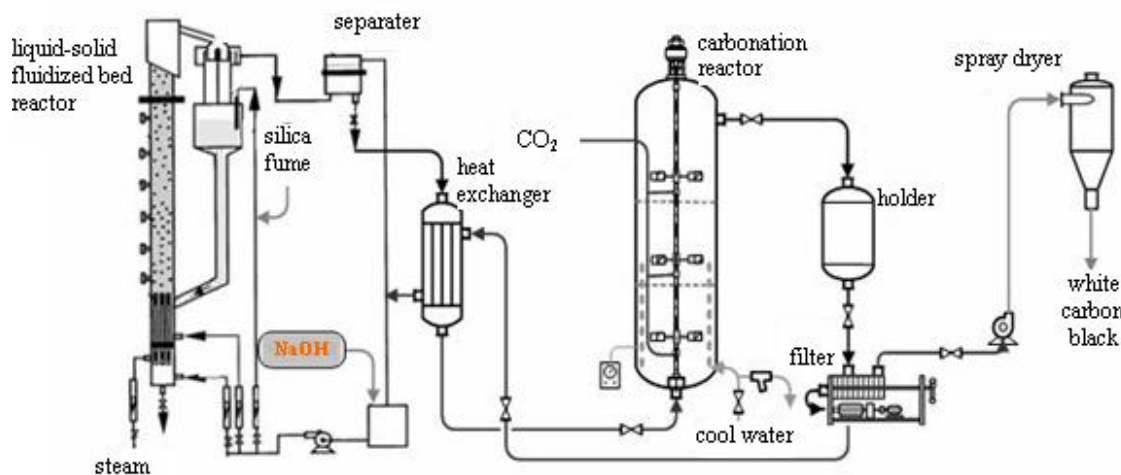 liquid-solid
fluidized bed
reactor
separater
silica
fume
heat
exchanger
NaOH
steam
carbonation
reactor
CO₂
cool water
holder
filter
spray dryer
white
carbon
black